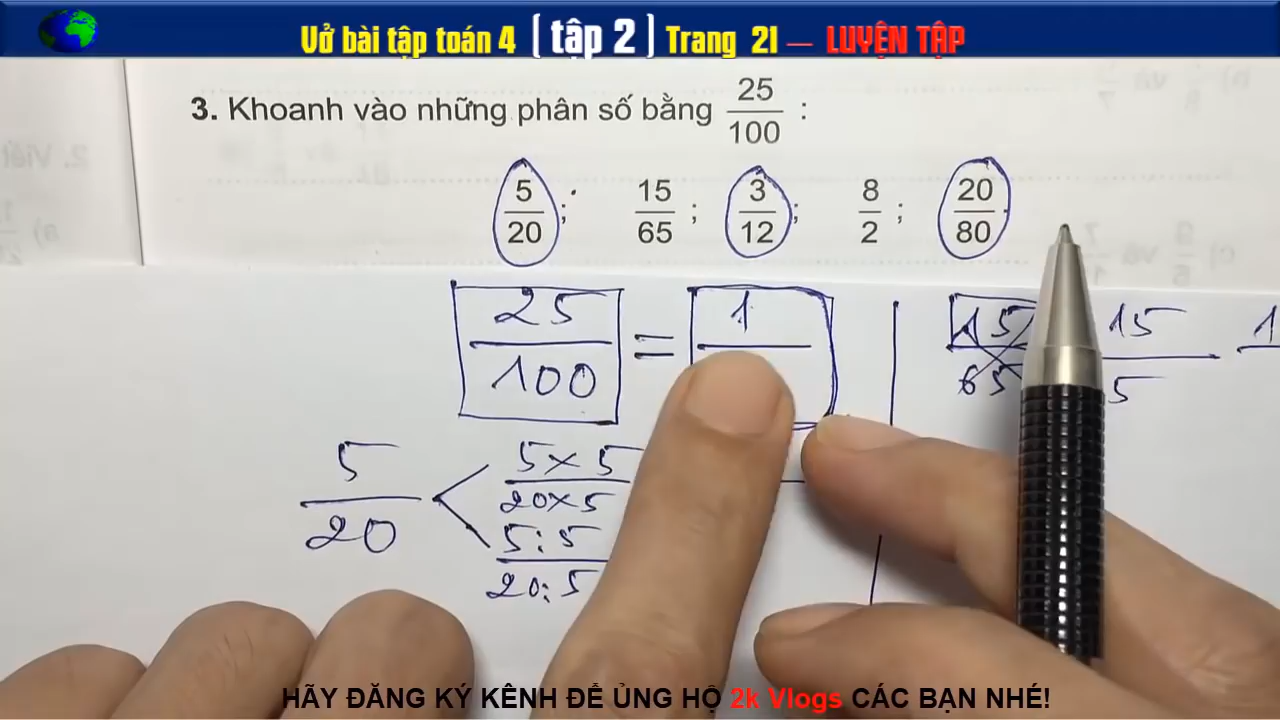 Vở bài tập toán 4 ( tập 2 ) Trang 21 – LUYỆN TẬP
3. Khoanh vào những phân số bằng 25/100 :
5/20 ; 15/65 ; 3/12 ; 8/2 ; 20/80
25/100 = 1
15/65 15 1
5
5/20 < 5×5/20×5
5:5/20:5
HÃY ĐĂNG KÝ KÊNH ĐỂ ỦNG HỘ 2k Vlogs CÁC BẠN NHÉ!